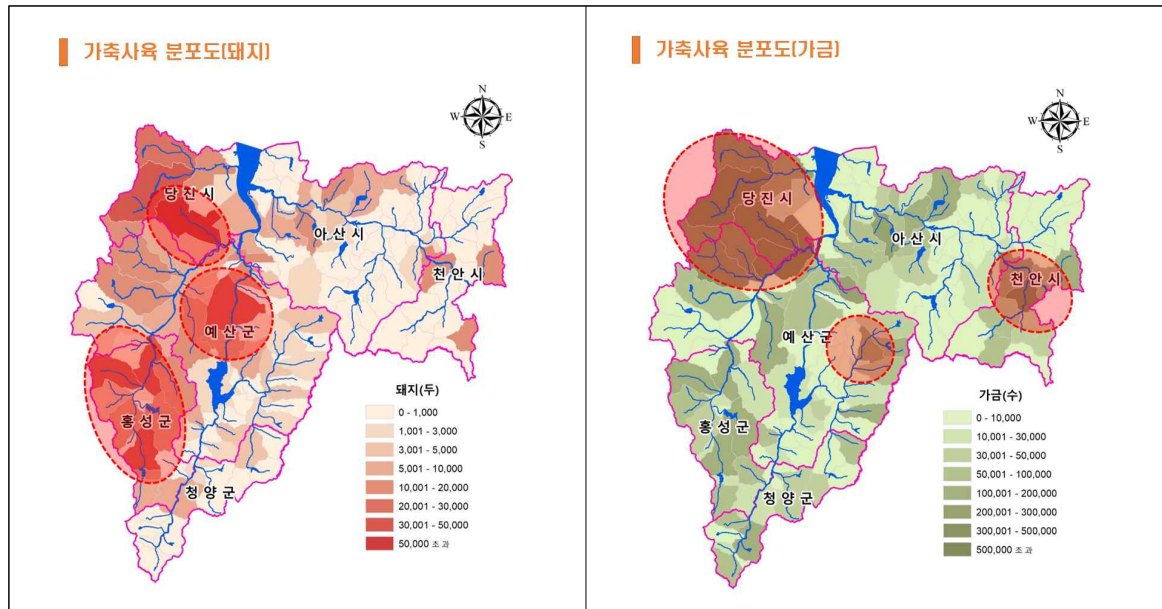 가축사육 분포도(돼지)
N
W E
S
당진시
아산시
천안시
예산군
홍성군
청양군
돼지(두)
0 - 1,000
1,001 - 3,000
3,001 - 5,000
5,001 - 10,000
10,001 - 20,000
20,001 - 30,000
30,001 - 50,000
50,000 초과
가축사육 분포도(가금)
N
W E
S
당진시
아산시
천안시
예산군
홍성군
청양군
가금(수)
0 - 10,000
10,001 - 30,000
30,001 - 50,000
50,001 - 100,000
100,001 - 200,000
200,001 - 300,000
300,001 - 500,000
500,000 초과